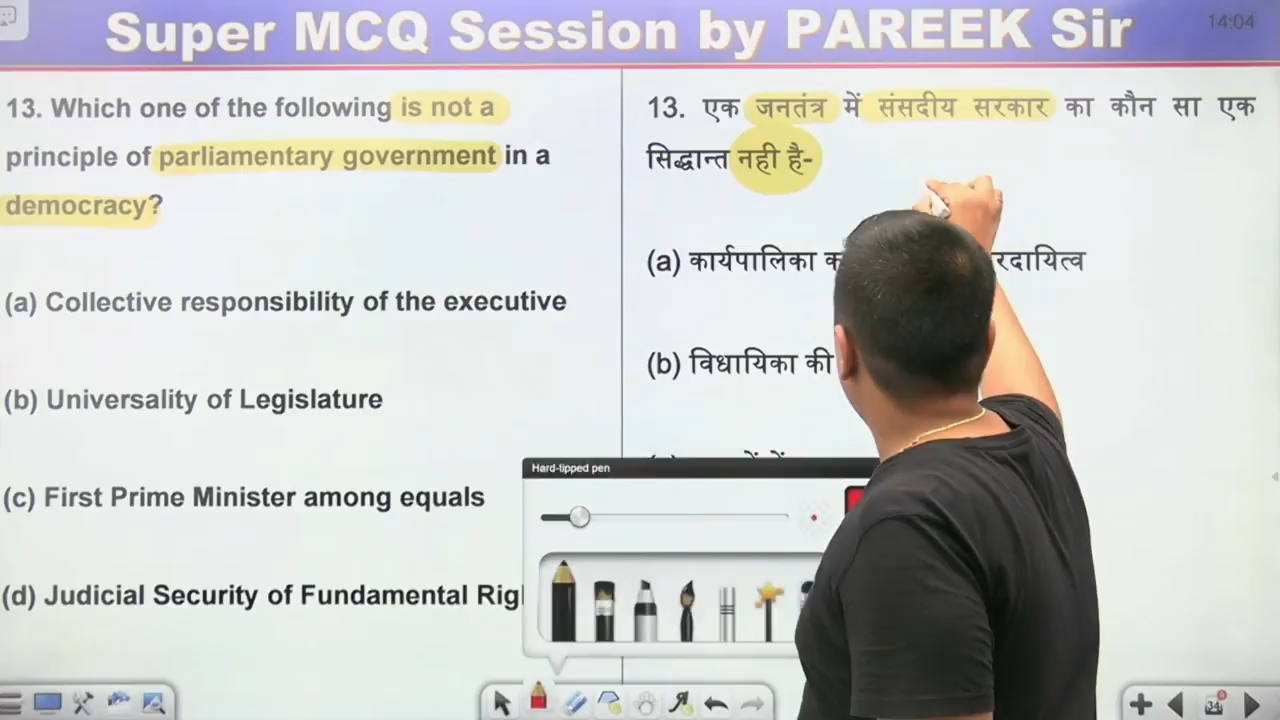 Super MCQ Session by PAREEK Sir
14:04
13. Which one of the following is not a
principle of parliamentary government in a
democracy?
(a) Collective responsibility of the executive
(b) Universality of Legislature
(c) First Prime Minister among equals
(d) Judicial Security of Fundamental
13. एक जनतंत्र में संसदीय सरकार का कौन सा एक
सिद्धान्त नही है-
(a) कार्यपालिका
(b) विधायिका की
Hard-tipped pen
34